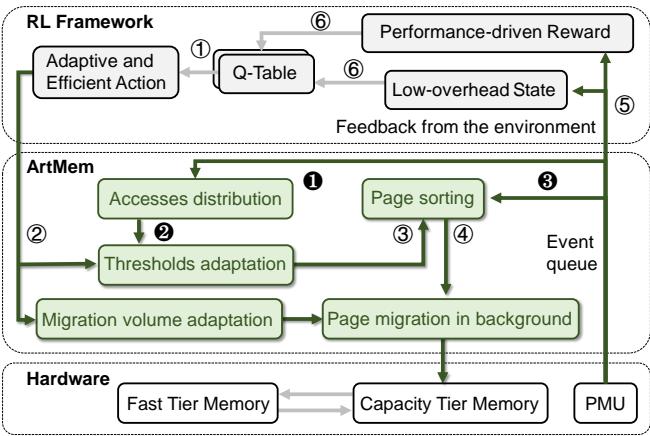 RL Framework
⑥
Performance-driven Reward
Adaptive and
Efficient Action
①
Q-Table
⑥
Low-overhead State
⑤
Feedback from the environment
ArtMem
❶
Accesses distribution
Page sorting
❸
②
❷
③
④
Event
queue
Thresholds adaptation
Migration volume adaptation
Page migration in background
Hardware
Fast Tier Memory
Capacity Tier Memory
PMU